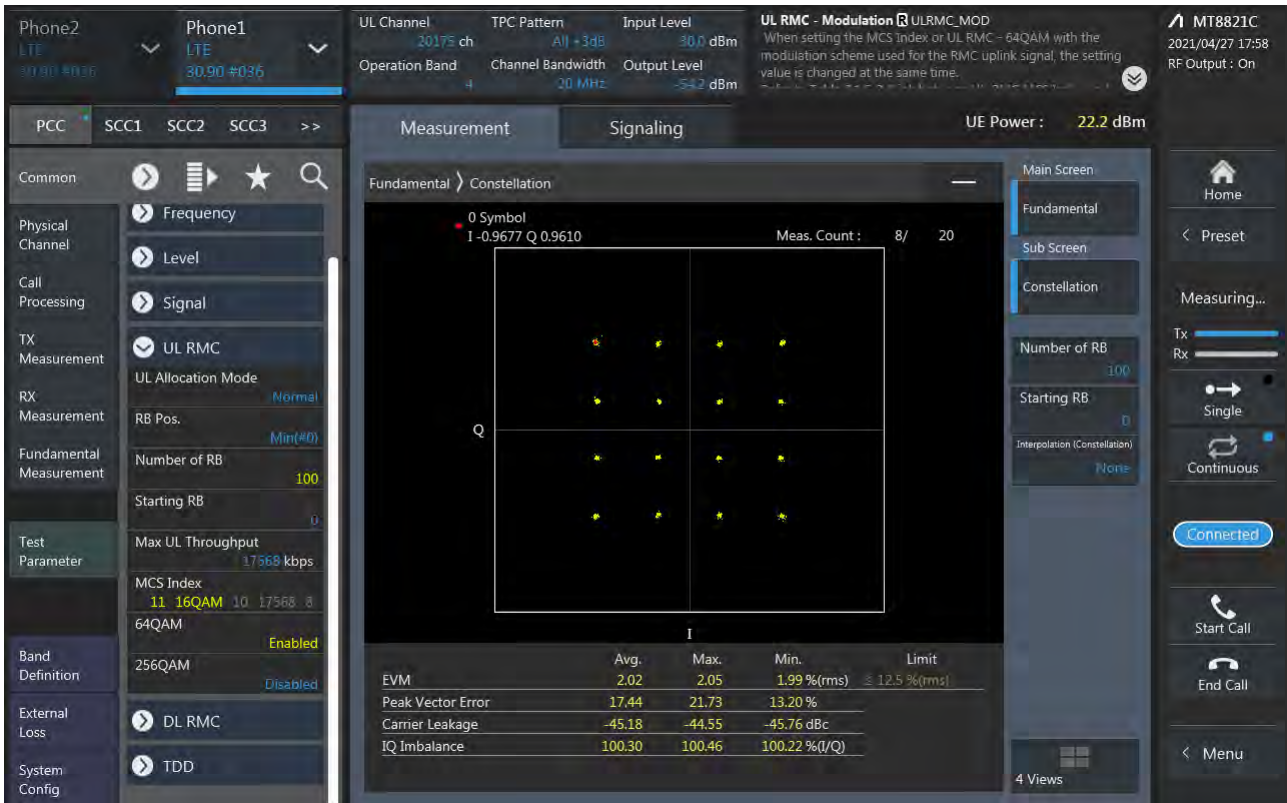 Phone2
LTE
30.90 #036
Phone1
LTE
30.90 #036
UL Channel
20175 ch
Operation Band
4
TPC Pattern
All +3dB
Channel Bandwidth
20 MHz
Input Level
30.0 dBm
Output Level
-54.2 dBm
UL RMC - Modulation R ULRMC_MOD
When setting the MCS Index or UL RMC – 64QAM with the
modulation scheme used for the RMC uplink signal, the setting
value is changed at the same time.
MT8821C
2021/04/27 17:58
RF Output : On
PCC SCC1 SCC2 SCC3 >>
Measurement
Signaling
UE Power : 22.2 dBm
Common
Physical
Channel
Call
Processing
TX
Measurement
RX
Measurement
Fundamental
Measurement
Test
Parameter
Band
Definition
External
Loss
System
Config
Frequency
Level
Signal
UL RMC
UL Allocation Mode
Normal
RB Pos.
Min(#0)
Number of RB
100
Starting RB
0
Max UL Throughput
17568 kbps
MCS Index
11 16QAM 10 17568 8
64QAM
Enabled
256QAM
Disabled
DL RMC
TDD
Fundamental 〉 Constellation
0 Symbol
I -0.9677 Q 0.9610
Meas. Count : 8/ 20
Q
I
Avg. Max. Min. Limit
EVM 2.02 2.05 1.99 %(rms) ≦ 12.5 %(rms)
Peak Vector Error 17.44 21.73 13.20 %
Carrier Leakage -45.18 -44.55 -45.76 dBc
IQ Imbalance 100.30 100.46 100.22 %(I/Q)
Main Screen
Fundamental
Sub Screen
Constellation
Number of RB
100
Starting RB
0
Interpolation (Constellation)
None
4 Views
Home
< Preset
Measuring...
Tx
Rx
Single
Continuous
Connected
Start Call
End Call
< Menu